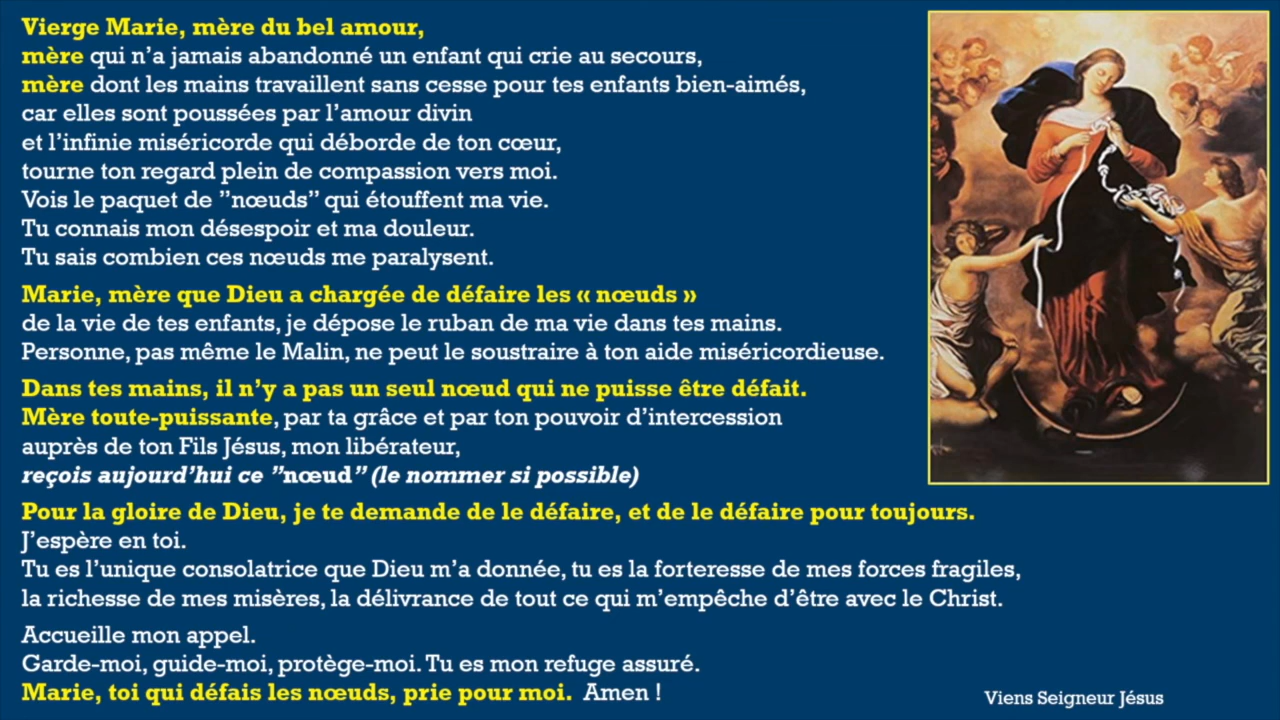 Vierge Marie, mère du bel amour,
mère qui n’a jamais abandonné un enfant qui crie au secours,
mère dont les mains travaillent sans cesse pour tes enfants bien-aimés,
car elles sont poussées par l’amour divin
et l’infinie miséricorde qui déborde de ton cœur,
tourne ton regard plein de compassion vers moi.
Vois le paquet de ”nœuds” qui étouffent ma vie.
Tu connais mon désespoir et ma douleur.
Tu sais combien ces nœuds me paralysent.
Marie, mère que Dieu a chargée de défaire les « nœuds »
de la vie de tes enfants, je dépose le ruban de ma vie dans tes mains.
Personne, pas même le Malin, ne peut le soustraire à ton aide miséricordieuse.
Dans tes mains, il n’y a pas un seul nœud qui ne puisse être défait.
Mère toute-puissante, par ta grâce et par ton pouvoir d’intercession
auprès de ton Fils Jésus, mon libérateur,
reçois aujourd’hui ce ”nœud” (le nommer si possible)
Pour la gloire de Dieu, je te demande de le défaire, et de le défaire pour toujours.
J’espère en toi.
Tu es l’unique consolatrice que Dieu m’a donnée, tu es la forteresse de mes forces fragiles,
la richesse de mes misères, la délivrance de tout ce qui m’empêche d’être avec le Christ.
Accueille mon appel.
Garde-moi, guide-moi, protège-moi. Tu es mon refuge assuré.
Marie, toi qui défais les nœuds, prie pour moi. Amen !
Viens Seigneur Jésus